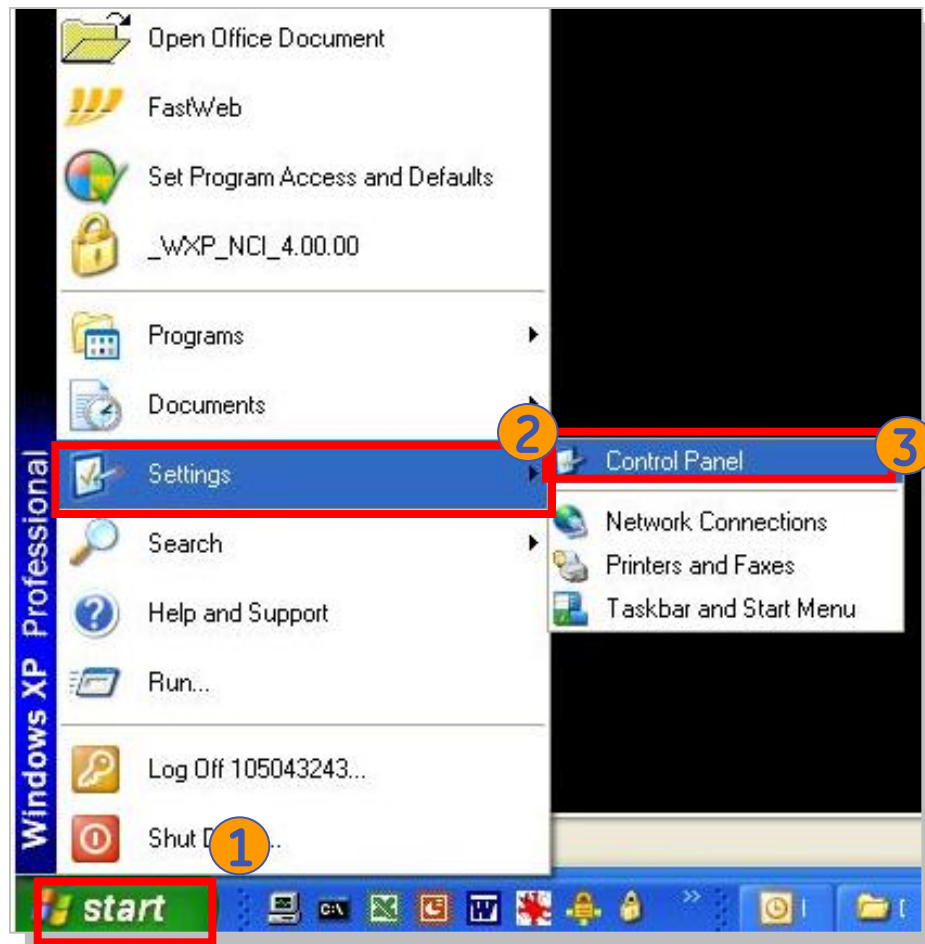 Open Office Document
FastWeb
Set Program Access and Defaults
_WXP_NCI_4.00.00
Programs
Documents
2
3
Settings
Control Panel
Network Connections
Search
Printers and Faxes
Help and Support
Taskbar and Start Menu
Run...
Log Off 105043243...
Shut
1
start
C:\
W
Windows XP Professional